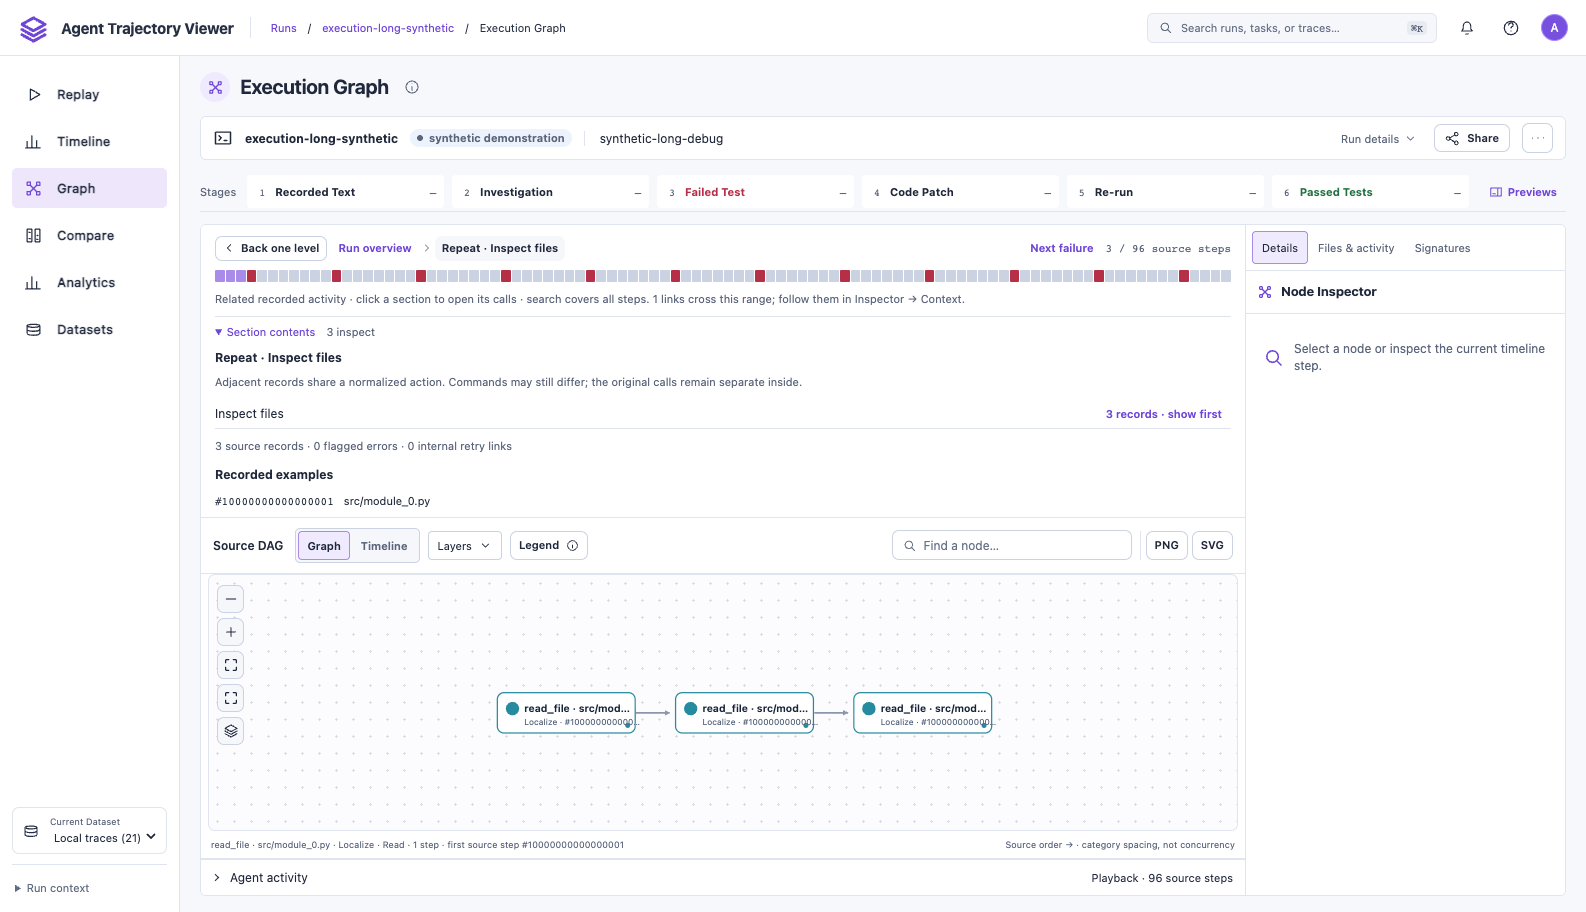 Agent Trajectory Viewer
Runs / execution-long-synthetic / Execution Graph
Search runs, tasks, or traces... ⌘K
A
Replay
Timeline
Graph
Compare
Analytics
Datasets
Current Dataset
Local traces (21)
Run context
Execution Graph
execution-long-synthetic
synthetic demonstration
synthetic-long-debug
Run details
Share
...
Stages
1 Recorded Text –
2 Investigation –
3 Failed Test –
4 Code Patch –
5 Re-run –
6 Passed Tests –
Previews
Back one level
Run overview
Repeat · Inspect files
Next failure
3 / 96 source steps
Related recorded activity · click a section to open its calls · search covers all steps. 1 links cross this range; follow them in Inspector → Context.
Section contents 3 inspect
Repeat · Inspect files
Adjacent records share a normalized action. Commands may still differ; the original calls remain separate inside.
Inspect files
3 records · show first
3 source records · 0 flagged errors · 0 internal retry links
Recorded examples
#10000000000000001 src/module_0.py
Source DAG
Graph
Timeline
Layers
Legend
Find a node...
PNG
SVG
read_file · src/mod...
Localize · #100000000000...
read_file · src/mod...
Localize · #100000000000...
read_file · src/mod...
Localize · #100000000000...
read_file · src/module_0.py · Localize · Read · 1 step · first source step #10000000000000001
Source order → · category spacing, not concurrency
Agent activity
Playback · 96 source steps
Details
Files & activity
Signatures
Node Inspector
Select a node or inspect the current timeline
step.